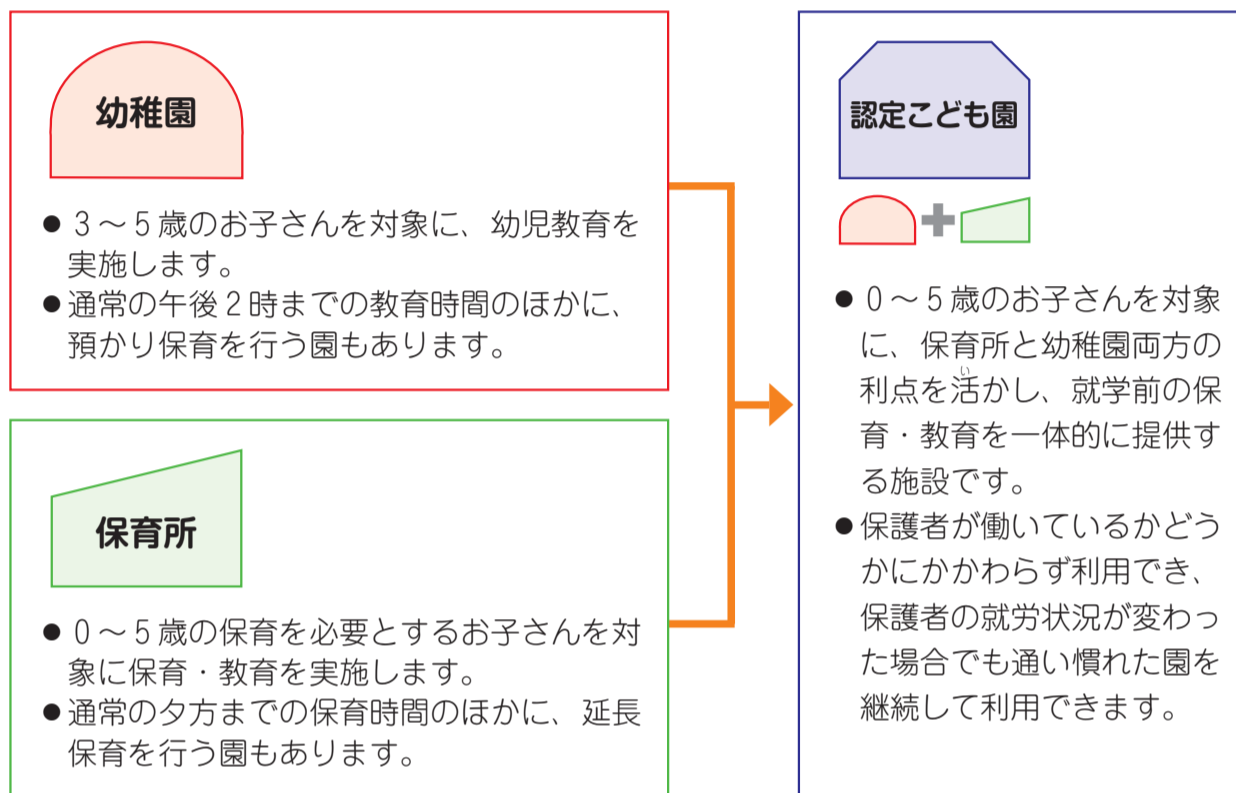 幼稚園
● 3～5歳のお子さんを対象に、幼児教育を
実施します。
●通常の午後2時までの教育時間のほかに、
預かり保育を行う園もあります。
保育所
● 0～5歳の保育を必要とするお子さんを対
象に保育・教育を実施します。
●通常の夕方までの保育時間のほかに、延長
保育を行う園もあります。
認定こども園
● 0～5歳のお子さんを対象
に、保育所と幼稚園両方の
い
利点を活かし、就学前の保
育・教育を一体的に提供す
る施設です。
●保護者が働いているかどう
かにかかわらず利用でき、
保護者の就労状況が変わっ
た場合でも通い慣れた園を
継続して利用できます。